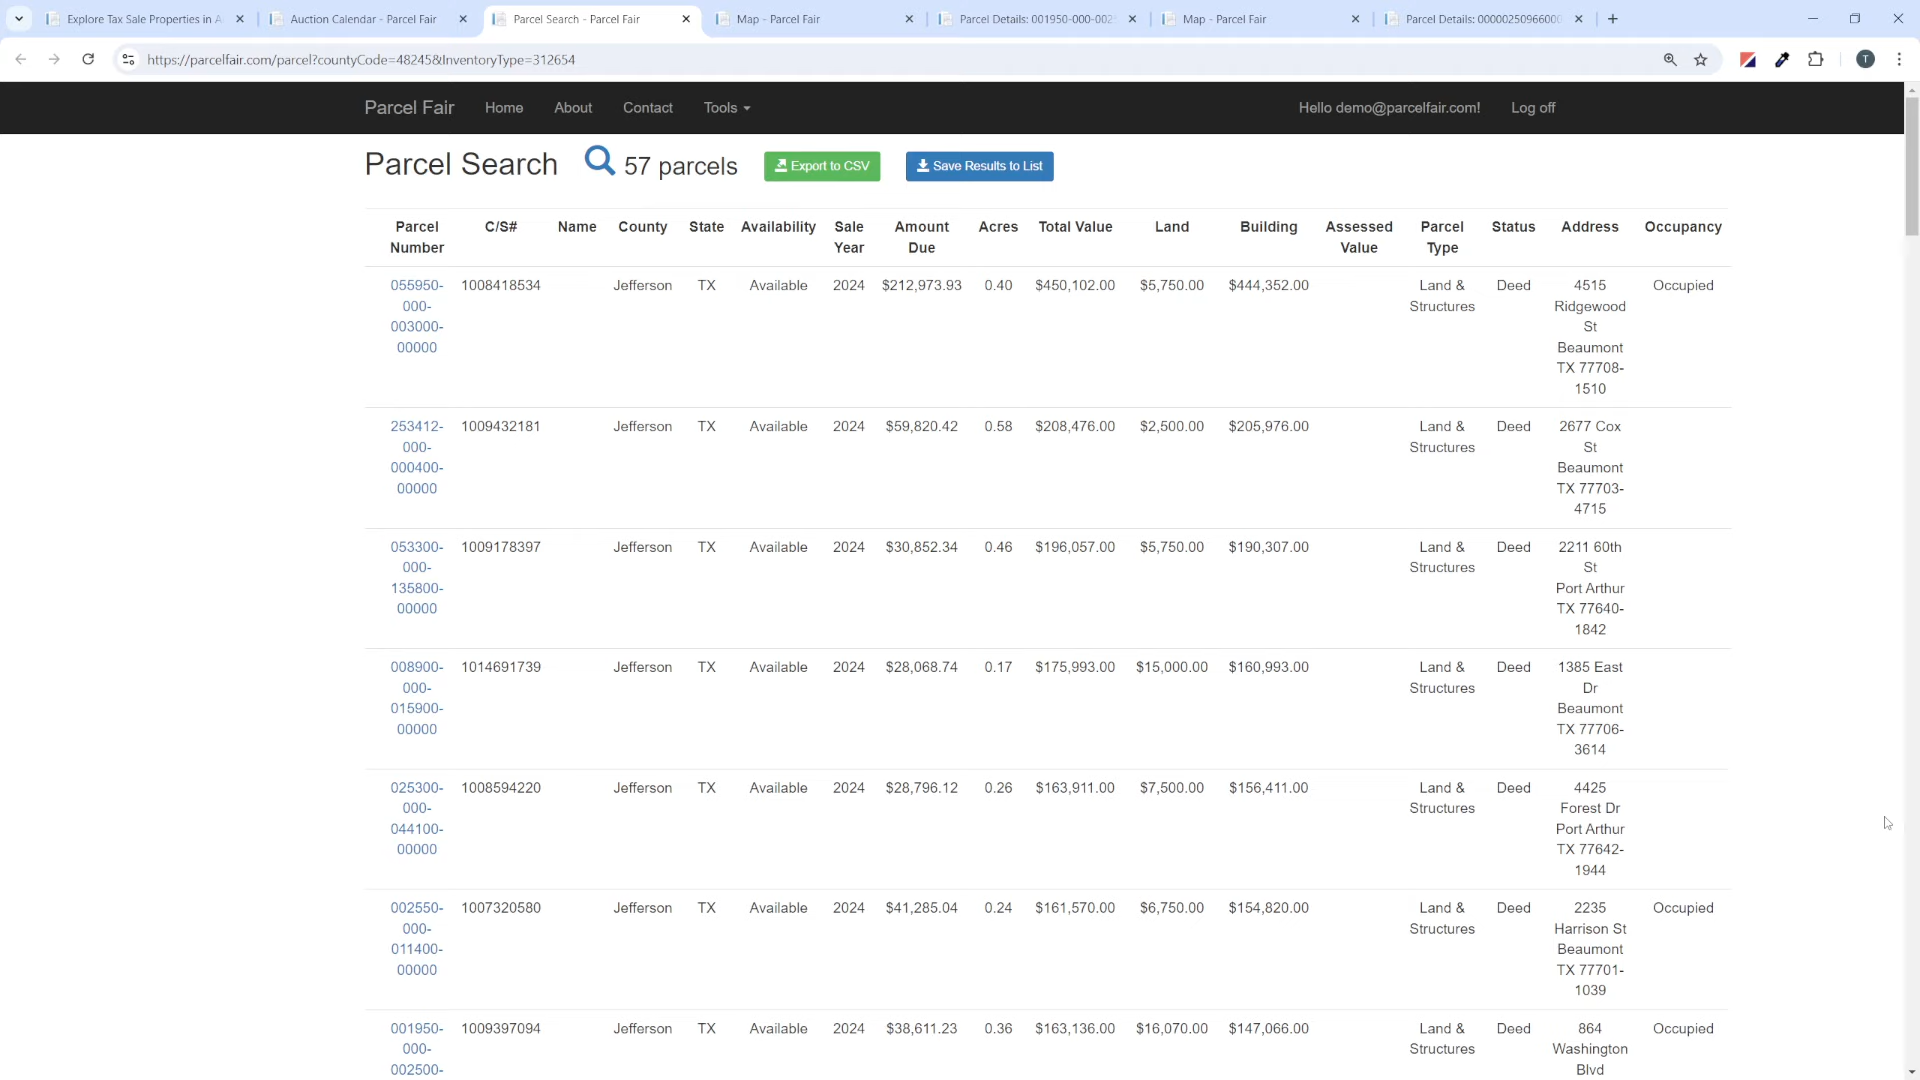 Explore Tax Sale Properties in A
Auction Calendar - Parcel Fair
Parcel Search - Parcel Fair
Map - Parcel Fair
Parcel Details: 001950-000-002
Map - Parcel Fair
Parcel Details: 00000250966000
https://parcelfair.com/parcel?countyCode=48245&InventoryType=312654
T
Parcel Fair Home About Contact Tools Hello demo@parcelfair.com! Log off
Parcel Search 57 parcels Export to CSV Save Results to List
Parcel C/S# Name County State Availability Sale Amount Acres Total Value Land Building Assessed Parcel Status Address Occupancy
Number Year Due Value Type
055950- 1008418534 Jefferson TX Available 2024 $212,973.93 0.40 $450,102.00 $5,750.00 $444,352.00 Land & Deed 4515 Occupied
000- Structures Ridgewood
003000- St
00000 Beaumont
TX 77708-
1510
253412- 1009432181 Jefferson TX Available 2024 $59,820.42 0.58 $208,476.00 $2,500.00 $205,976.00 Land & Deed 2677 Cox
000- Structures St
000400- Beaumont
00000 TX 77703-
4715
053300- 1009178397 Jefferson TX Available 2024 $30,852.34 0.46 $196,057.00 $5,750.00 $190,307.00 Land & Deed 2211 60th
000- Structures St
135800- Port Arthur
00000 TX 77640-
1842
008900- 1014691739 Jefferson TX Available 2024 $28,068.74 0.17 $175,993.00 $15,000.00 $160,993.00 Land & Deed 1385 East
000- Structures Dr
015900- Beaumont
00000 TX 77706-
3614
025300- 1008594220 Jefferson TX Available 2024 $28,796.12 0.26 $163,911.00 $7,500.00 $156,411.00 Land & Deed 4425
000- Structures Forest Dr
044100- Port Arthur
00000 TX 77642-
1944
002550- 1007320580 Jefferson TX Available 2024 $41,285.04 0.24 $161,570.00 $6,750.00 $154,820.00 Land & Deed 2235 Occupied
000- Structures Harrison St
011400- Beaumont
00000 TX 77701-
1039
001950- 1009397094 Jefferson TX Available 2024 $38,611.23 0.36 $163,136.00 $16,070.00 $147,066.00 Land & Deed 864 Occupied
000- Structures Washington
002500- Blvd